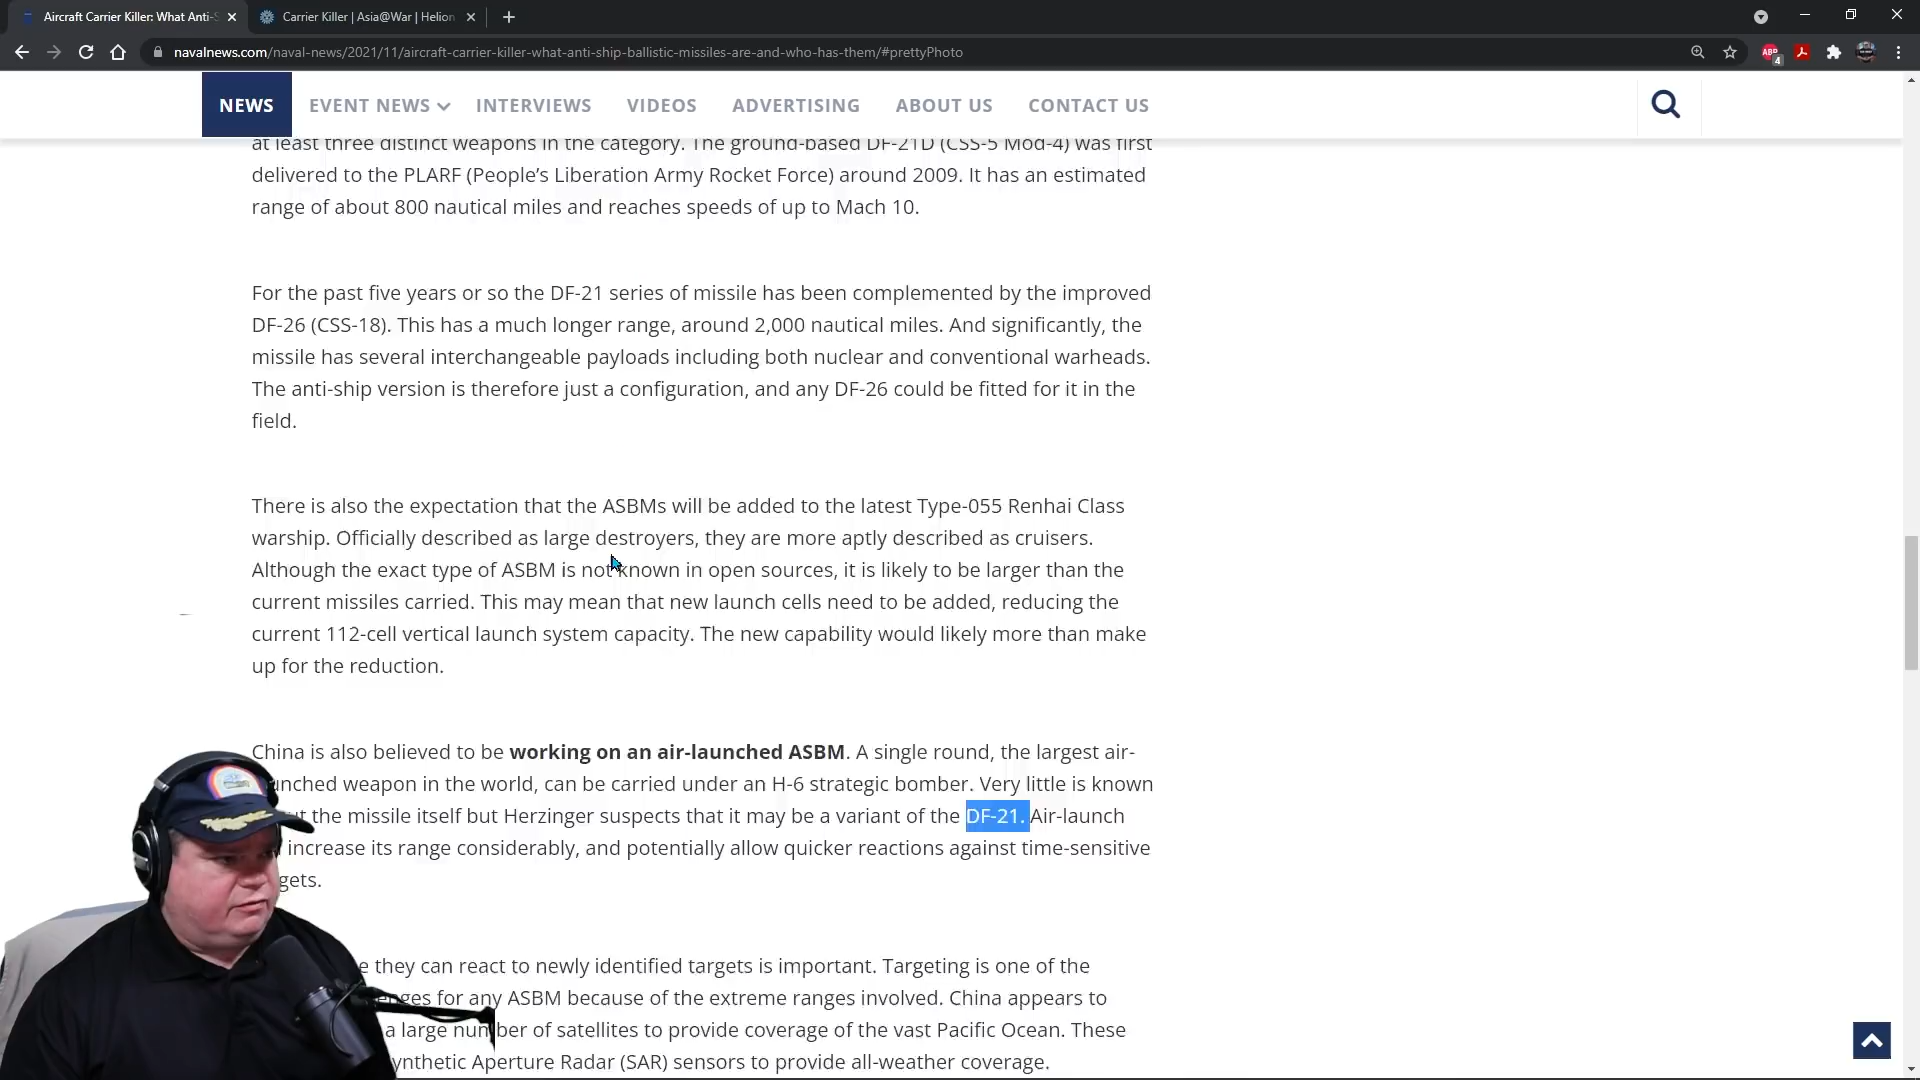 Aircraft Carrier Killer: What Anti-S
Carrier Killer | Asia@War | Helion
navalnews.com/naval-news/2021/11/aircraft-carrier-killer-what-anti-ship-ballistic-missiles-are-and-who-has-them/#prettyPhoto
ABP
4
NEWS
EVENT NEWS
INTERVIEWS
VIDEOS
ADVERTISING
ABOUT US
CONTACT US
at least three distinct weapons in the category. The ground-based DF-21D (CSS-5 Mod-4) was first
delivered to the PLARF (People’s Liberation Army Rocket Force) around 2009. It has an estimated
range of about 800 nautical miles and reaches speeds of up to Mach 10.
For the past five years or so the DF-21 series of missile has been complemented by the improved
DF-26 (CSS-18). This has a much longer range, around 2,000 nautical miles. And significantly, the
missile has several interchangeable payloads including both nuclear and conventional warheads.
The anti-ship version is therefore just a configuration, and any DF-26 could be fitted for it in the
field.
There is also the expectation that the ASBMs will be added to the latest Type-055 Renhai Class
warship. Officially described as large destroyers, they are more aptly described as cruisers.
Although the exact type of ASBM is not known in open sources, it is likely to be larger than the
current missiles carried. This may mean that new launch cells need to be added, reducing the
current 112-cell vertical launch system capacity. The new capability would likely more than make
up for the reduction.
China is also believed to be working on an air-launched ASBM. A single round, the largest air-
unched weapon in the world, can be carried under an H-6 strategic bomber. Very little is known
ut the missile itself but Herzinger suspects that it may be a variant of the DF-21. Air-launch
increase its range considerably, and potentially allow quicker reactions against time-sensitive
gets.
e they can react to newly identified targets is important. Targeting is one of the
enges for any ASBM because of the extreme ranges involved. China appears to
a large number of satellites to provide coverage of the vast Pacific Ocean. These
ynthetic Aperture Radar (SAR) sensors to provide all-weather coverage.